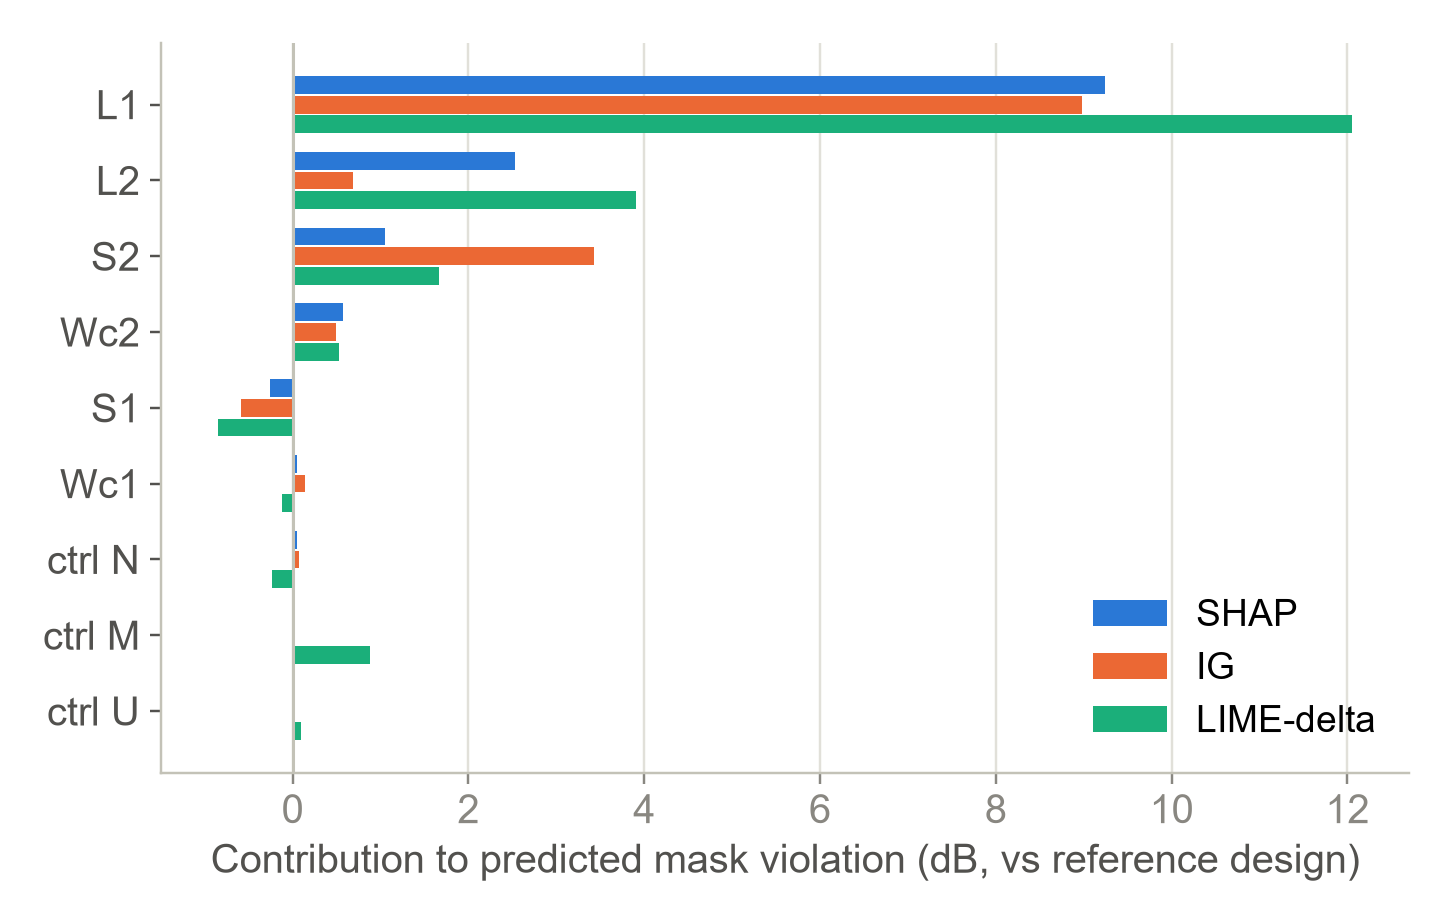 L1
L2
S2
Wc2
S1
Wc1
ctrl N
ctrl M
ctrl U
SHAP
IG
LIME-delta
0 2 4 6 8 10 12
Contribution to predicted mask violation (dB, vs reference design)